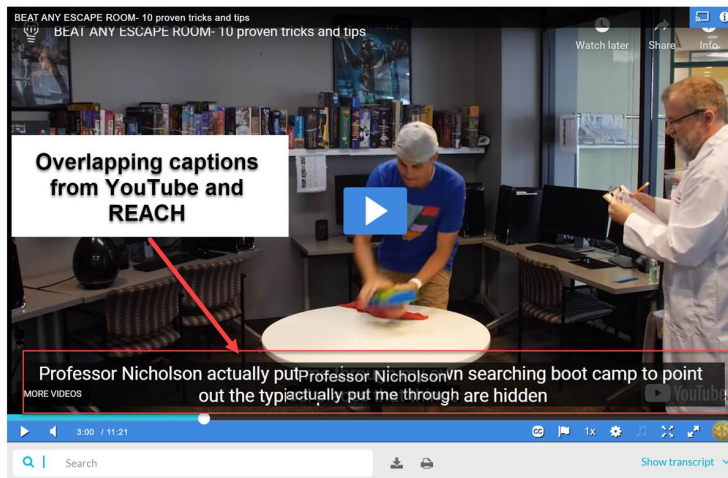 BEAT ANY ESCAPE ROOM- 10 proven tricks and tips
BEAT ANY ESCAPE ROOM- 10 proven tricks and tips
Watch later
Share
Info
Overlapping captions
from YouTube and
REACH
Professor Nicholson actually put searching boot camp to point
out the are hidden
Professor Nicholson
actually put me through
MORE VIDEOS
YouTube
3:00 / 11:21
CC
1x
Search
Show transcript